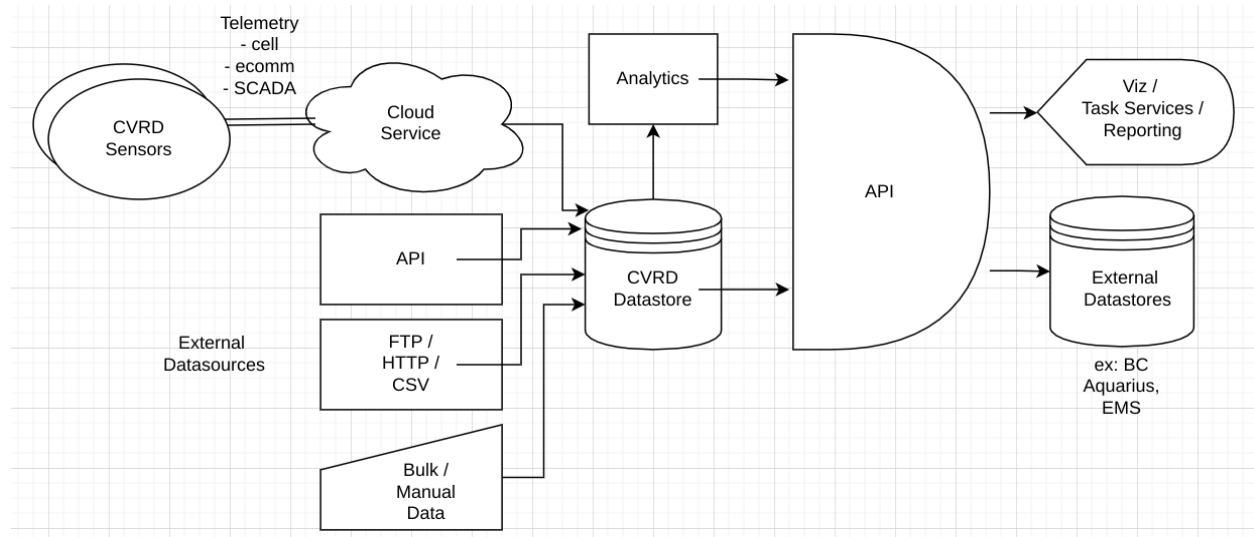 Telemetry
- cell
- ecomm
- SCADA
CVRD
Sensors
Cloud
Service
Analytics
API
Viz /
Task Services /
Reporting
API
CVRD
Datastore
External
Datastores
External
Datasources
FTP /
HTTP /
CSV
ex: BC
Aquarius,
EMS
Bulk /
Manual
Data